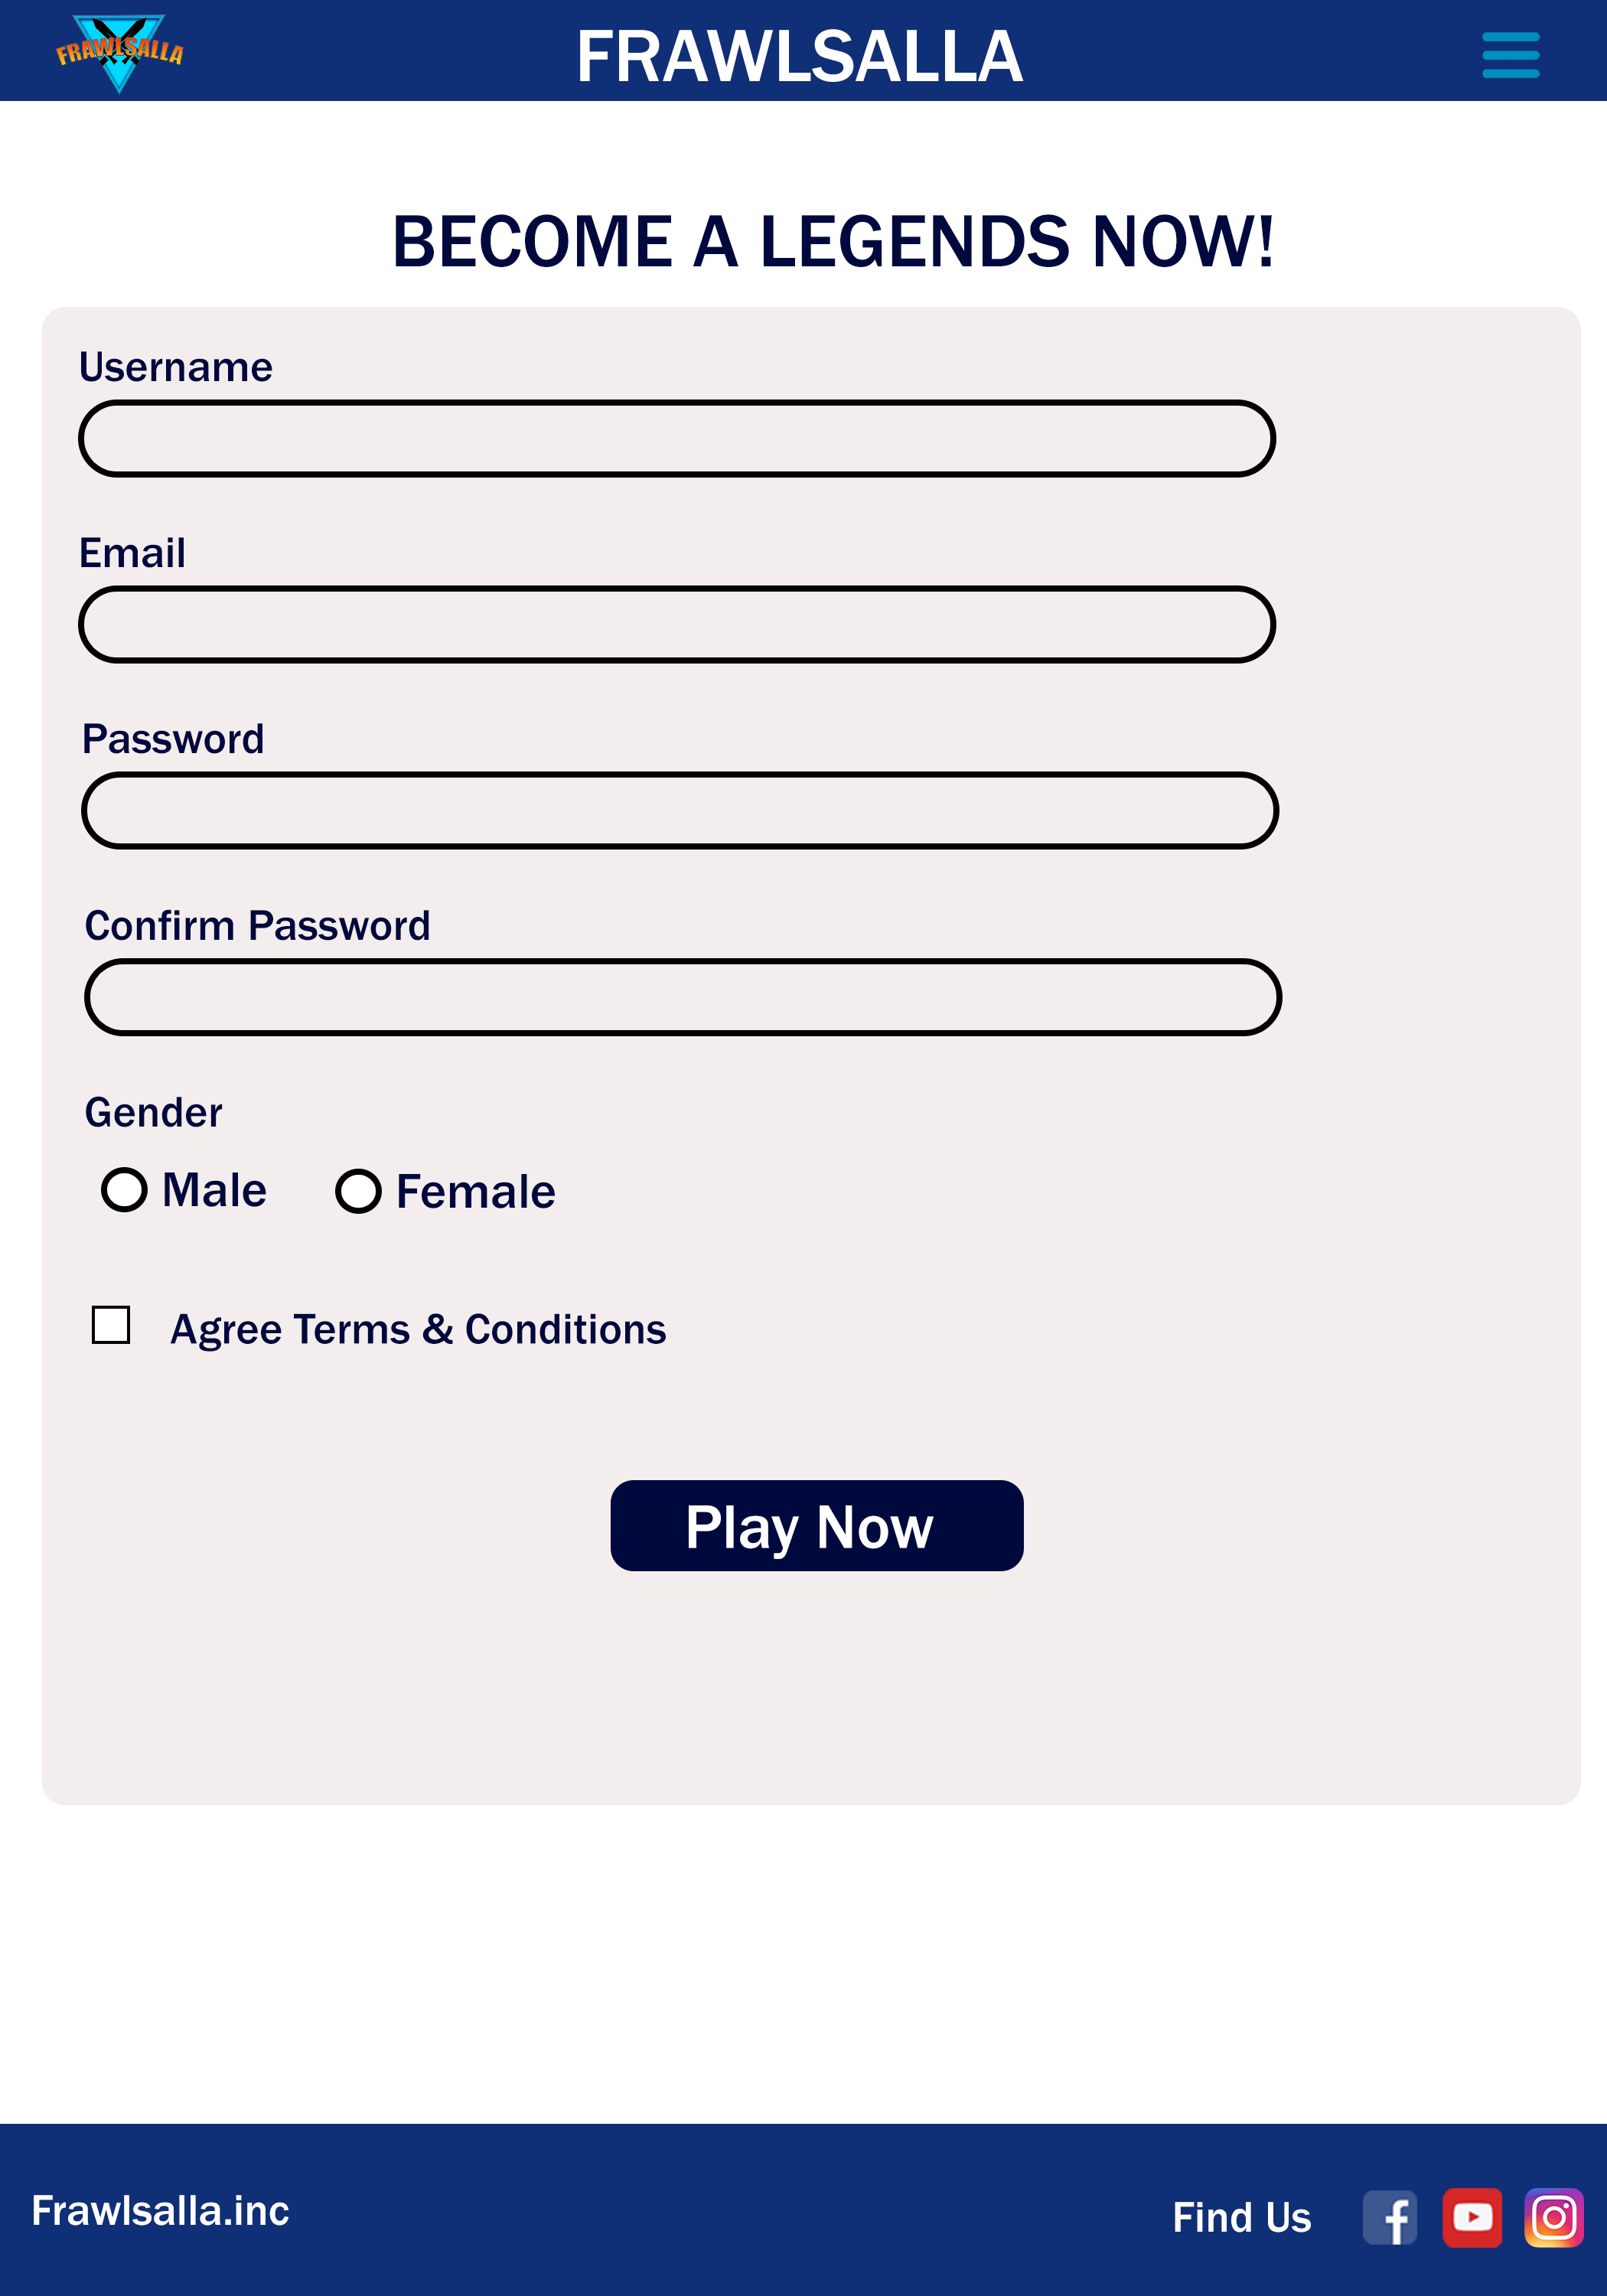 FRAWLSALLA
FRAWLSALLA
BECOME A LEGENDS NOW!
Username
Email
Password
Confirm Password
Gender
Male
Female
Agree Terms & Conditions
Play Now
Frawlsalla.inc
Find Us